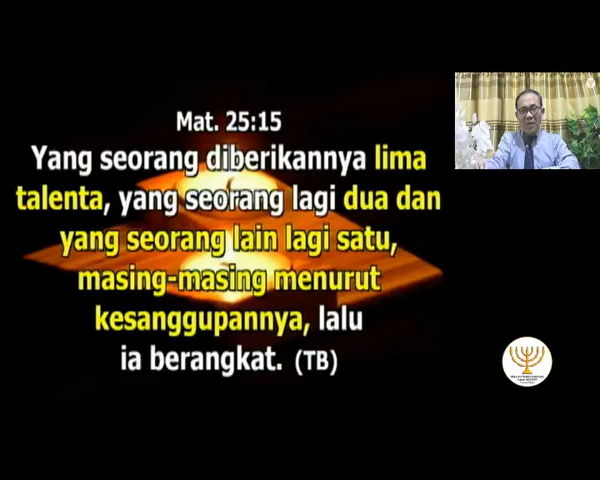 Mat. 25:15
Yang seorang diberikannya lima
talenta, yang seorang lagi dua dan
yang seorang lain lagi satu,
masing-masing menurut
kesanggupannya, lalu
ia berangkat. (TB)